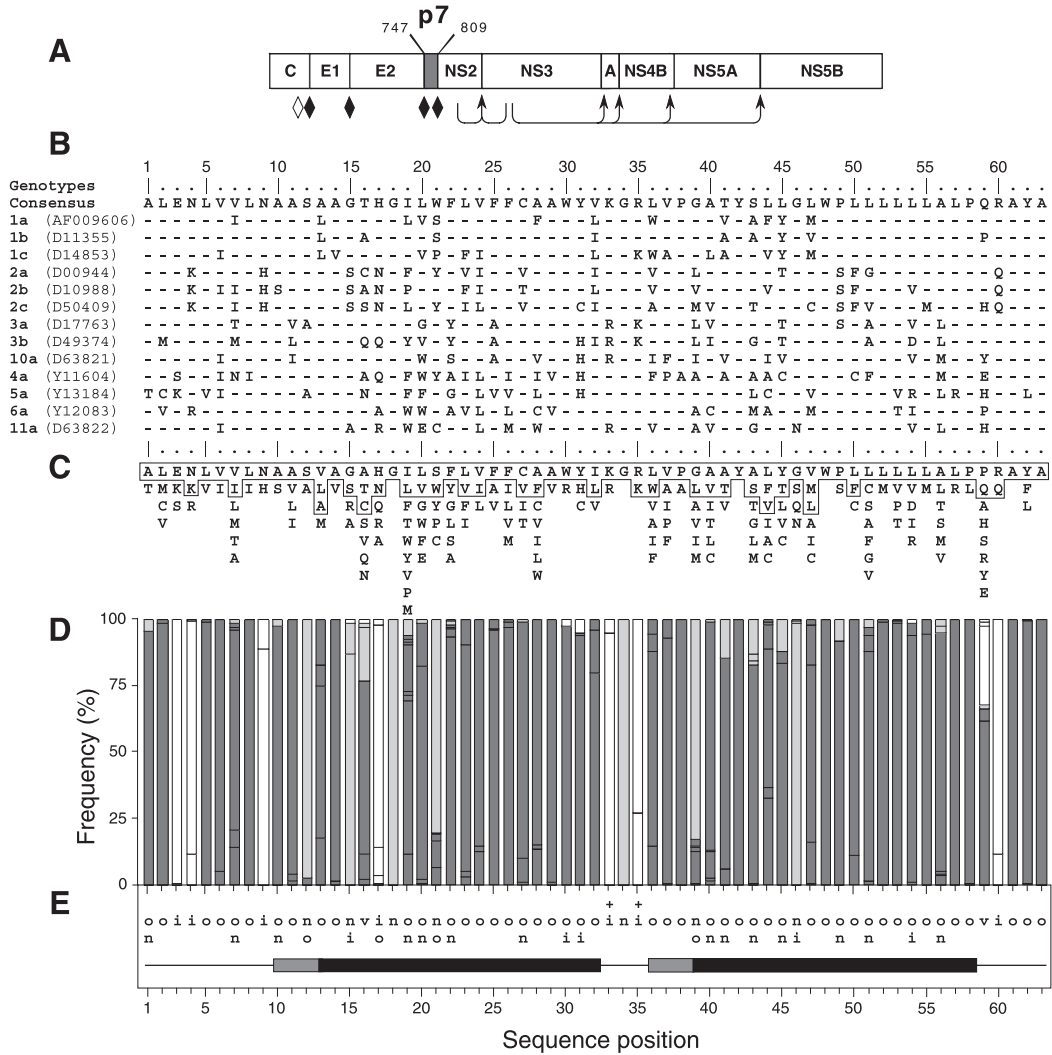 A
p7
747 809
C E1 E2 NS2 NS3 A NS4B NS5A NS5B
B
1 5 10 15 20 25 30 35 40 45 50 55 60
Genotypes
Consensus A L E N L V V L N A A S A A G T H G I L W F L V F F C A A W Y V K G R L V P G A T Y S L L G L W P L L L L L L A L P Q R A Y A
1a (AF009606) - - - - - - I - - - - - L - - - - - L V S - - - - - - F - - - L - - - W - - - - V - A F Y - M - - - - - - - - - - - - - - - -
1b (D11355) - - - - - - - - - - - - L - - A - - - - S - - - - - - - - - - I - - - - - - - - A - A - Y - V - - - - - - - - - - - P - - - -
1c (D14853) - - - - - I - - - - - - L V - - - - - V P - F I - - - - - - - I - - K W A - - L A - - V Y - M - - - - - - - - - - - - - - - -
2a (D00944) - - - K - - - - H - - - - - S C N - F - Y - V I - - V - - - - L - - - V - - L - - - - - T - - - S F G - - - - - - - - Q - - -
2b (D10988) - - - K - I I - H S - - - - S A N - P - - - F I - - T - - - - L - - - V - - V - - - - V - - - - S F - - - V - - - - - Q - - -
2c (D50409) - - - K - - I - H - - - - - S S N - L - Y - I L - - V - - - C I - - - A - - M V - T - - - - - C - S F V - - - M - - - H Q - - -
3a (D17763) - - - - - - T - - - V A - - - - - - - G - Y - - A - - - - - - - R - K - - - L V - - - - T - - - S - A - - V - L - - - - - - -
3b (D49374) - M - - - - M - - - L - - - - Q Q - Y V - Y - - A - - - - - H I R - K - - - L I - - G - T - - - - - A - - D - L - - - - - - -
10a (D63821) - - - - - I - - - - I - - - - - - - - W - S - - A - - V - - H - R - - I F - I - V - - I V - - - - - - - - V - M - - Y - - - -
4a (Y11604) - - S - - I N I - - - - - - - A Q - F W Y A I L - I - I V - H - - - - F P A A - A - A A C - - - - C F - - - - M - - E - - - -
5a (Y13184) T C K - V I - - - - - A - - - N - - F F - G L V V L - - - - H - - - - - - - - - - - L C - - V - - - - - V R - L R - - - - L -
6a (Y12083) - V - R - - - - - - - - - - - - A - W W - A V L - L - C V - - - - - - - - - A C - - M A - - M - - - - - T I - - - - P - - - -
11a (D63822) - - - - - I - - - - - - - - A - R - W E C - - L - M - W - - - - R - - V - - A V - - G - - N - - - - - - - V - L - - H - - - -
C
A L E N L V V L N A A S V A G A H G I L S F L V F F C A A W Y I K G R L V P G A A Y A L Y G V W P L L L L L L A L P P R A Y A
D
Frequency (%)
100
75
50
25
0
E
+ +
1 5 10 15 20 25 30 35 40 45 50 55 60
Sequence position